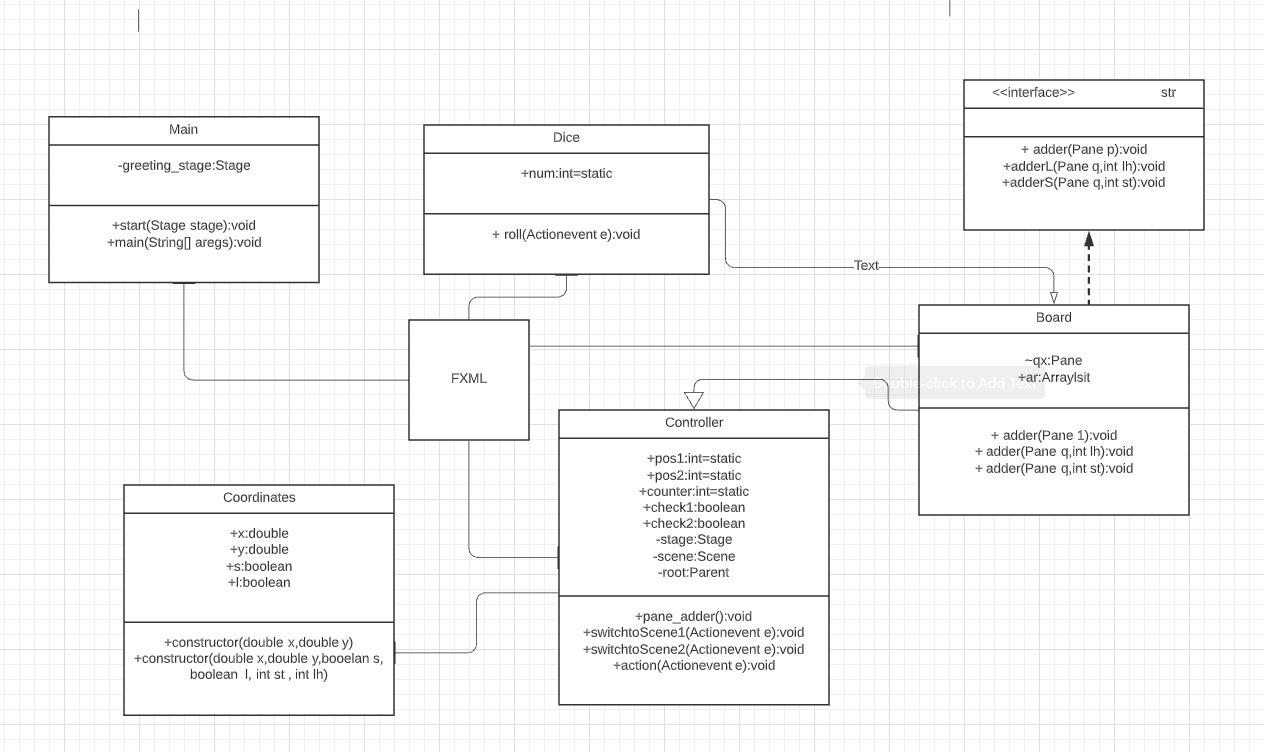 <<interface>> str
+ adder(Pane p):void
+adderL(Pane q,int lh):void
+adderS(Pane q,int st):void
Main
-greeting_stage:Stage
+start(Stage stage):void
+main(String[] aregs):void
Dice
+num:int=static
+ roll(Actionevent e):void
Text
Board
~qx:Pane
+ar:Arraylsit
+ adder(Pane 1):void
+ adder(Pane q,int lh):void
+ adder(Pane q,int st):void
Double-click to Add Text
FXML
Controller
+pos1:int=static
+pos2:int=static
+counter:int=static
+check1:boolean
+check2:boolean
-stage:Stage
-scene:Scene
-root:Parent
+pane_adder():void
+switchtoScene1(Actionevent e):void
+switchtoScene2(Actionevent e):void
+action(Actionevent e):void
Coordinates
+x:double
+y:double
+s:boolean
+l:boolean
+constructor(double x,double y)
+constructor(double x,double y,booelan s,
boolean l, int st , int lh)